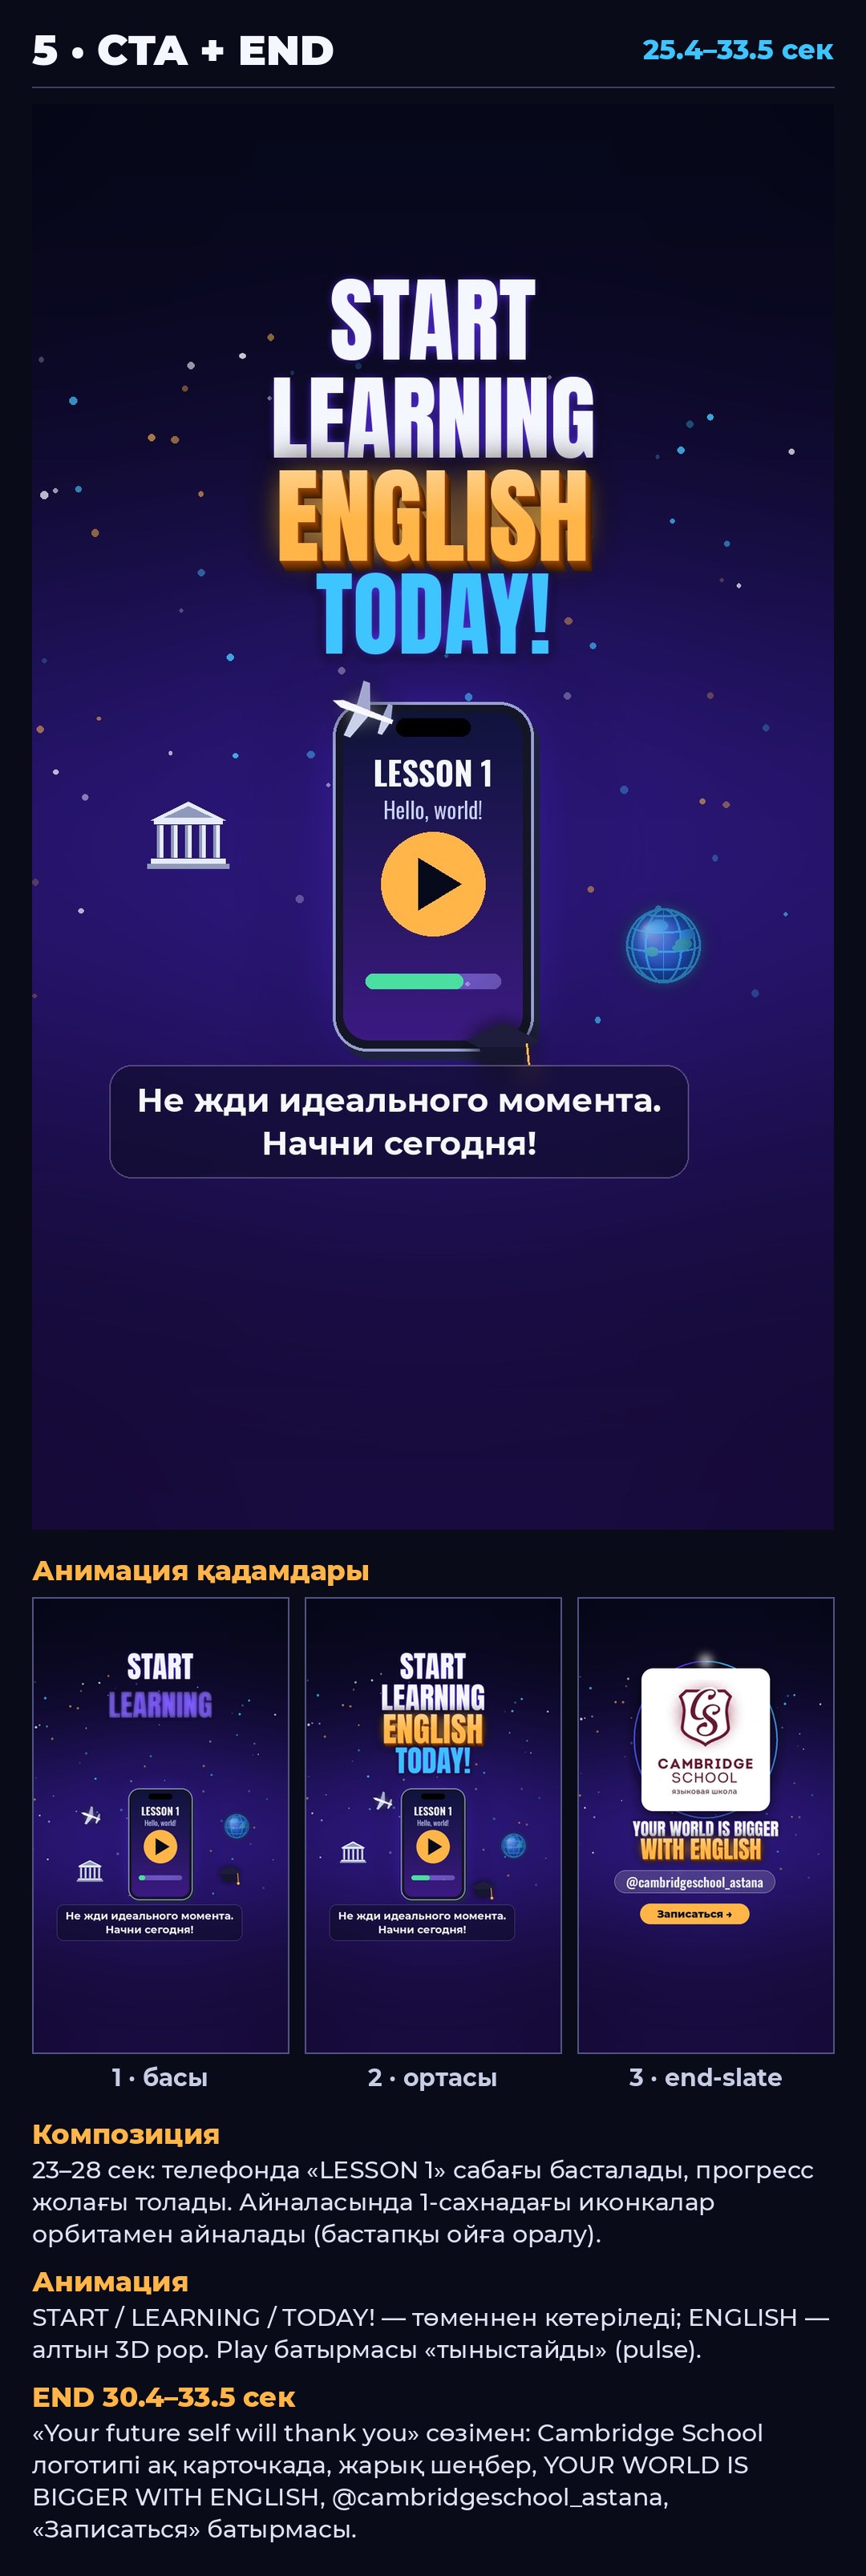 5 • CTA + END
25.4–33.5 сек
START
LEARNING
ENGLISH
TODAY!
LESSON 1
Hello, world!
Не жди идеального момента.
Начни сегодня!
Анимация қадамдары
START
LEARNING
LESSON 1
Hello, world!
Не жди идеального момента.
Начни сегодня!
START
LEARNING
ENGLISH
TODAY!
LESSON 1
Hello, world!
Не жди идеального момента.
Начни сегодня!
CS
CAMBRIDGE
SCHOOL
языковая школа
YOUR WORLD IS BIGGER
WITH ENGLISH
@cambridgeschool_astana
Записаться →
1 · басы
2 · ортасы
3 · end-slate
Композиция
23–28 сек: телефонда «LESSON 1» сабағы басталады, прогресс
жолағы толады. Айналасында 1-сахнадағы иконкалар
орбитамен айналады (бастапқы ойға оралу).
Анимация
START / LEARNING / TODAY! — төменнен көтеріледі; ENGLISH —
алтын 3D pop. Play батырмасы «тыныстайды» (pulse).
END 30.4–33.5 сек
«Your future self will thank you» сөзімен: Cambridge School
логотипі ақ карточкада, жарық шеңбер, YOUR WORLD IS
BIGGER WITH ENGLISH, @cambridgeschool_astana,
«Записаться» батырмасы.